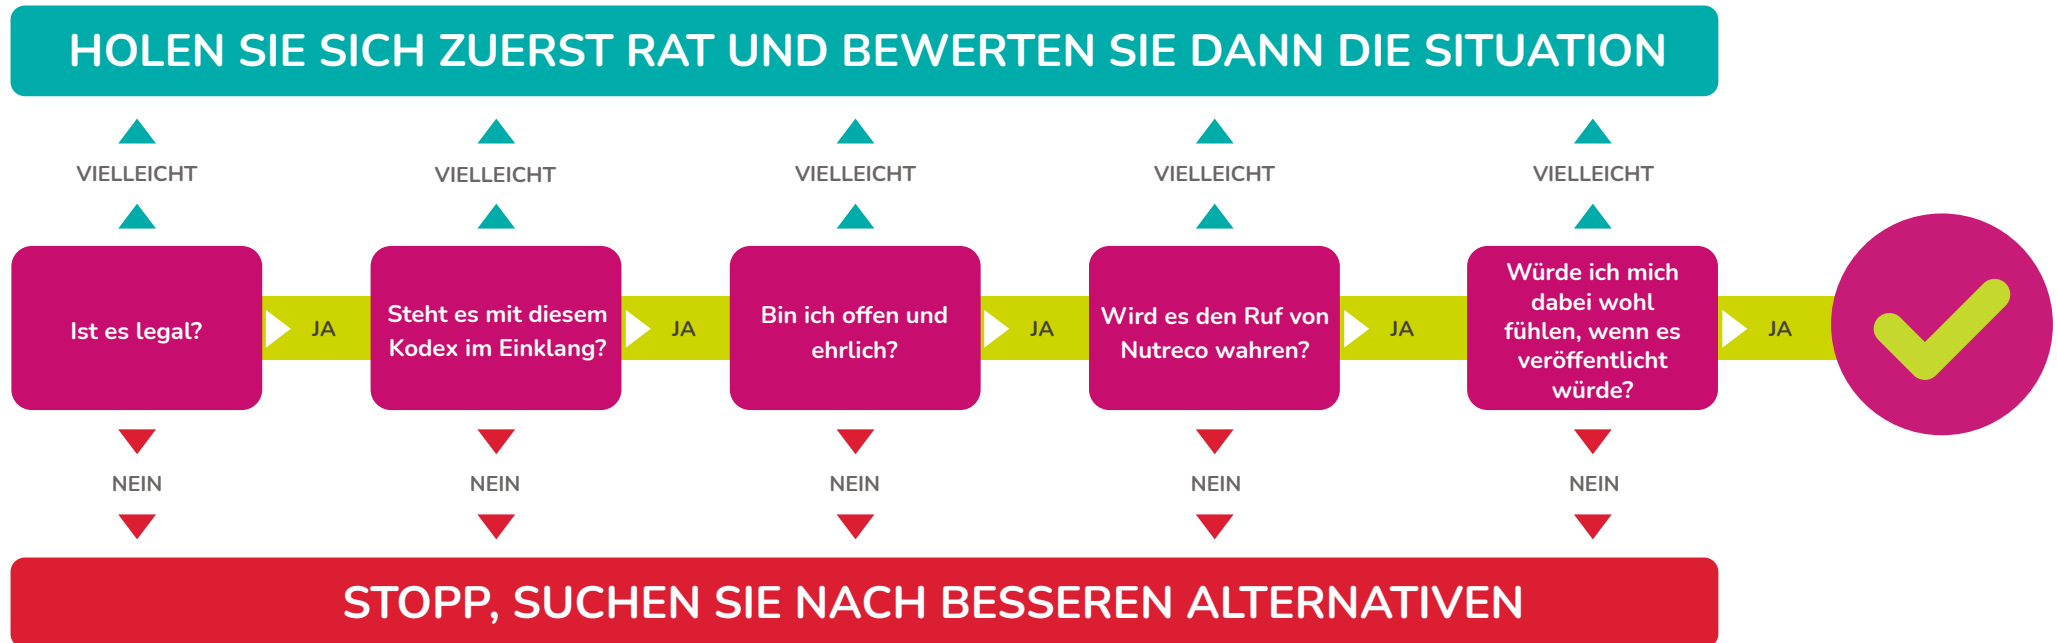 HOLEN SIE SICH ZUERST RAT UND BEWERTEN SIE DANN DIE SITUATION
VIELLEICHT
VIELLEICHT
VIELLEICHT
VIELLEICHT
VIELLEICHT
Ist es legal?
JA
Steht es mit diesem
Kodex im Einklang?
JA
Bin ich offen und
ehrlich?
JA
Wird es den Ruf von
Nutreco wahren?
JA
Würde ich mich
dabei wohl
fühlen, wenn es
veröffentlicht
würde?
JA
NEIN
NEIN
NEIN
NEIN
NEIN
STOPP, SUCHEN SIE NACH BESSEREN ALTERNATIVEN